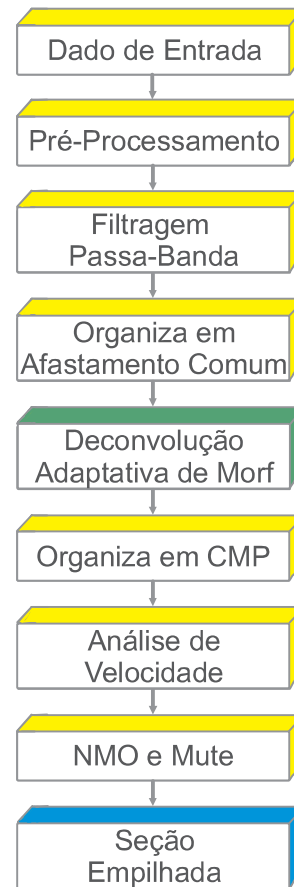 Dado de Entrada
Pré-Processamento
Filtragem
Passa-Banda
Organiza em
Afastamento Comum
Deconvolução
Adaptativa de Morf
Organiza em CMP
Análise de
Velocidade
NMO e Mute
Seção
Empilhada